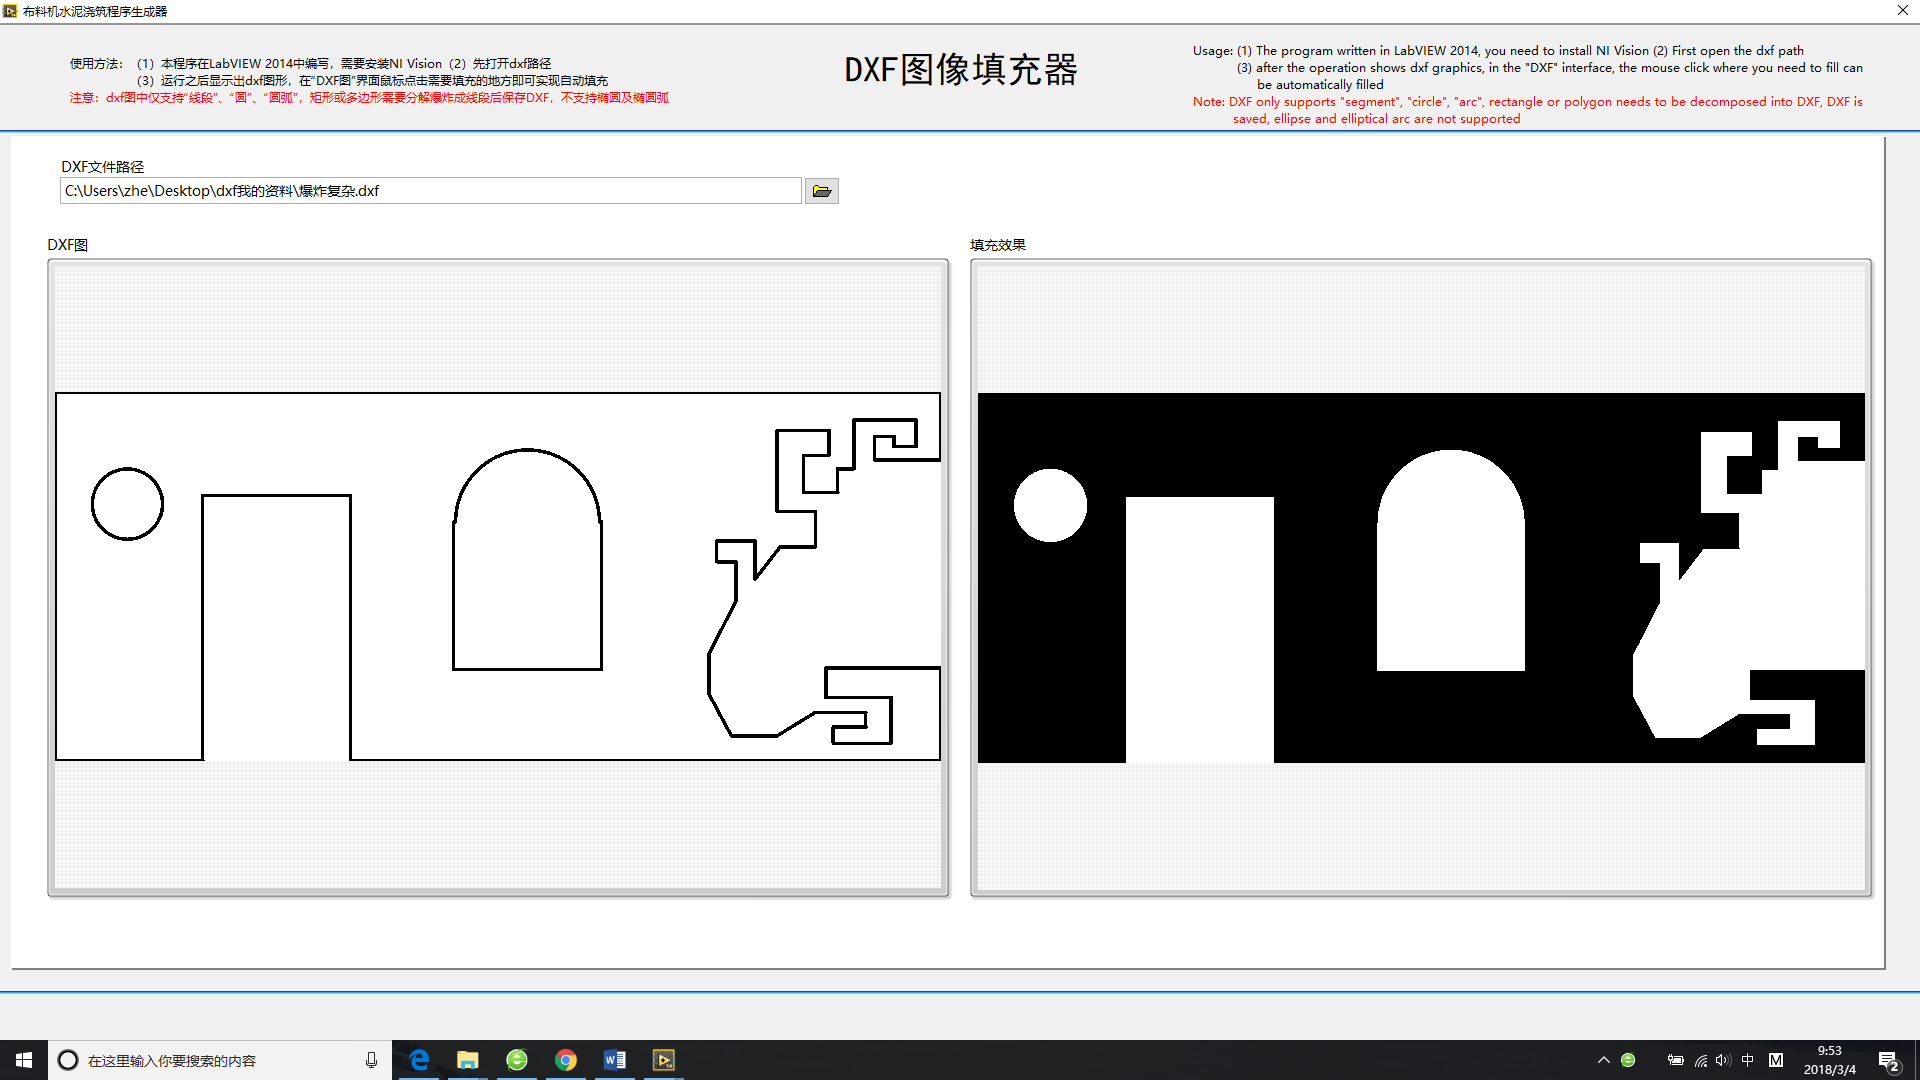 布料机水泥浇筑程序生成器
使用方法：（1）本程序在LabVIEW 2014中编写，需要安装NI Vision（2）先打开dxf路径
（3）运行之后显示出dxf图形，在“DXF图”界面鼠标点击需要填充的地方即可实现自动填充
注意：dxf图中仅支持“线段”、“圆”、“圆弧”，矩形或多边形需要分解爆炸成线段后保存DXF，不支持椭圆及椭圆弧
DXF图像填充器
Usage: (1) The program written in LabVIEW 2014, you need to install NI Vision (2) First open the dxf path
(3) after the operation shows dxf graphics, in the "DXF" interface, the mouse click where you need to fill can
be automatically filled
Note: DXF only supports "segment", "circle", "arc", rectangle or polygon needs to be decomposed into DXF, DXF is
saved, ellipse and elliptical arc are not supported
DXF文件路径
C:\Users\zhe\Desktop\dxf我的资料\爆炸复杂.dxf
DXF图
填充效果
在这里输入你要搜索的内容
中
M
9:53
2018/3/4
2